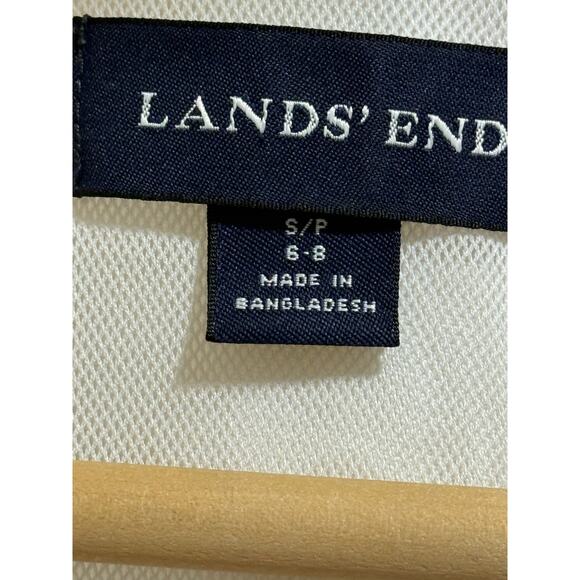 LANDS' END
S/P
6-8
MADE IN
BANGLADESH